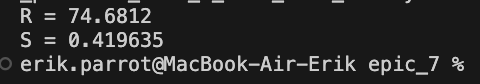 R = 74.6812
S = 0.419635
erik.parrot@MacBook-Air-Erik epic_7 %